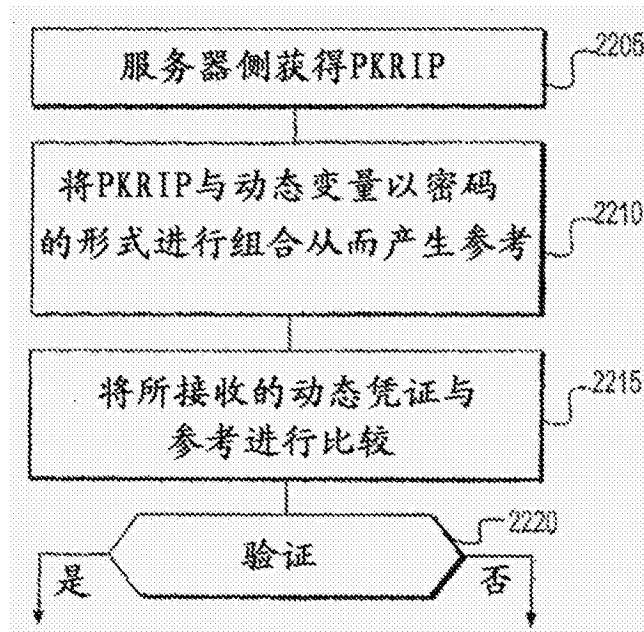 服务器侧获得PKRIP
2205
将PKRIP与动态变量以密码
的形式进行组合从而产生参考
2210
将所接收的动态凭证与
参考进行比较
2215
验证
2220
是
否